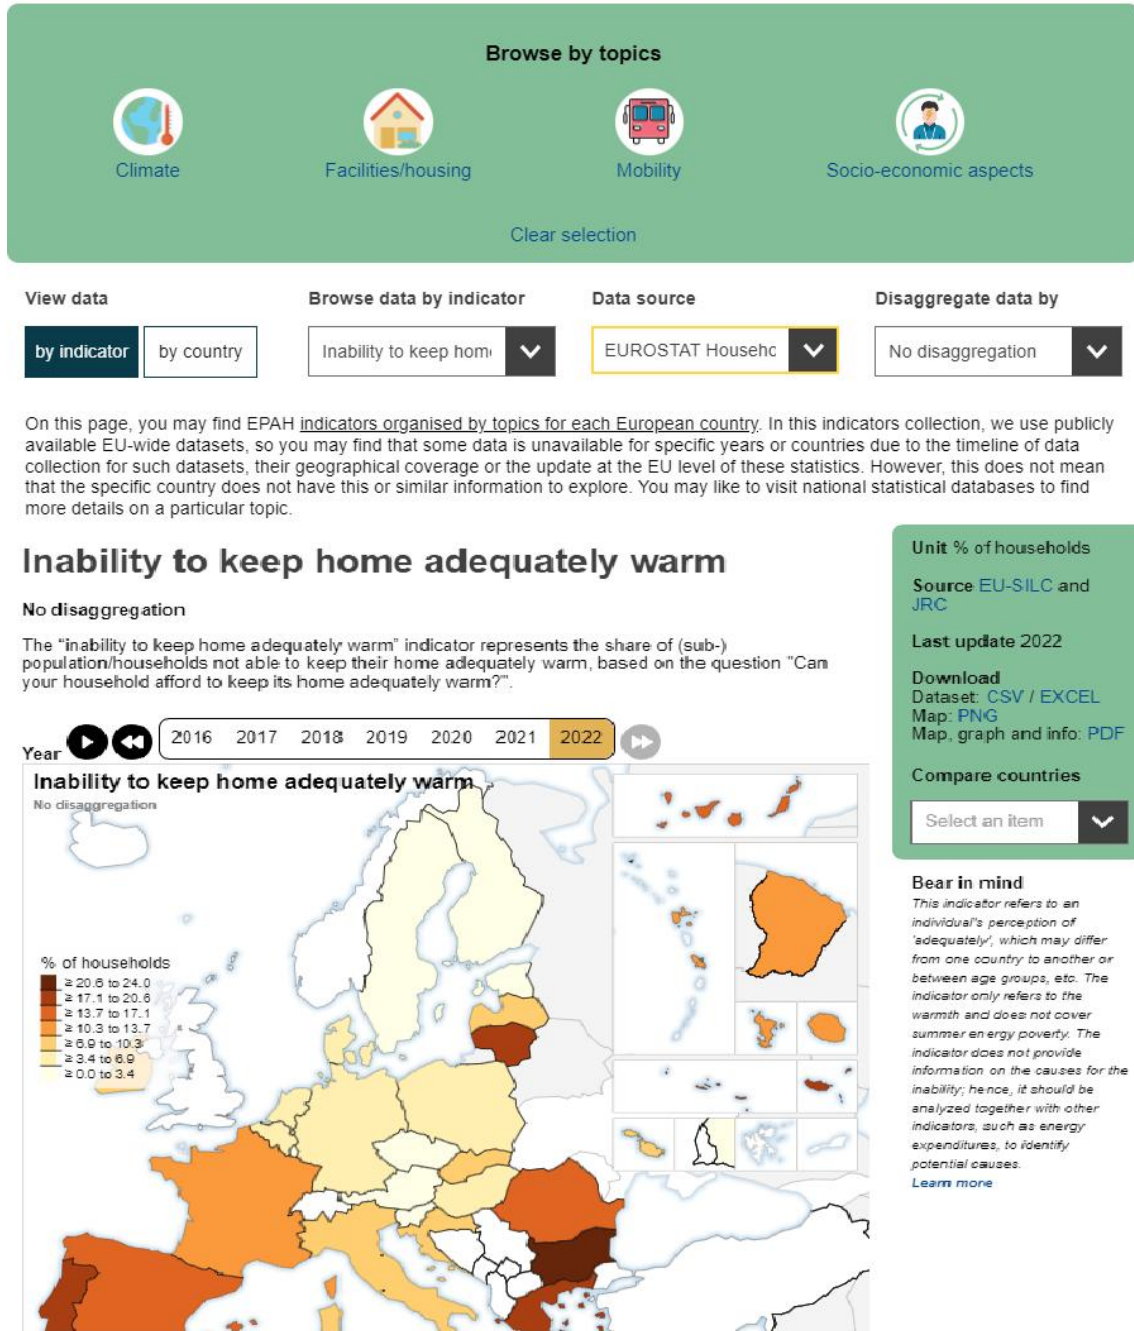 Browse by topics
Climate
Facilities/housing
Mobility
Socio-economic aspects
Clear selection
View data
Browse data by indicator
Data source
Disaggregate data by
by indicator
by country
Inability to keep hom
EUROSTAT Househc
No disaggregation
On this page, you may find EPAH indicators organised by topics for each European country. In this indicators collection, we use publicly
available EU-wide datasets, so you may find that some data is unavailable for specific years or countries due to the timeline of data
collection for such datasets, their geographical coverage or the update at the EU level of these statistics. However, this does not mean
that the specific country does not have this or similar information to explore. You may like to visit national statistical databases to find
more details on a particular topic.
Inability to keep home adequately warm
No disaggregation
The “inability to keep home adequately warm” indicator represents the share of (sub-)
population/households not able to keep their home adequately warm, based on the question "Can
your household afford to keep its home adequately warm?".
Year
2016 2017 2018 2019 2020 2021 2022
Inability to keep home adequately warm
No disaggregation
% of households
≥ 20.6 to 24.0
≥ 17.1 to 20.6
≥ 13.7 to 17.1
≥ 10.3 to 13.7
≥ 6.9 to 10.3
≥ 3.4 to 6.9
≥ 0.0 to 3.4
Unit % of households
Source EU-SILC and
JRC
Last update 2022
Download
Dataset: CSV / EXCEL
Map: PNG
Map, graph and info: PDF
Compare countries
Select an item
Bear in mind
This indicator refers to an
individual's perception of
'adequately', which may differ
from one country to another or
between age groups, etc. The
indicator only refers to the
warmth and does not cover
summer energy poverty. The
indicator does not provide
information on the causes for the
inability; hence, it should be
analyzed together with other
indicators, such as energy
expenditures, to identify
potential causes.
Learn more